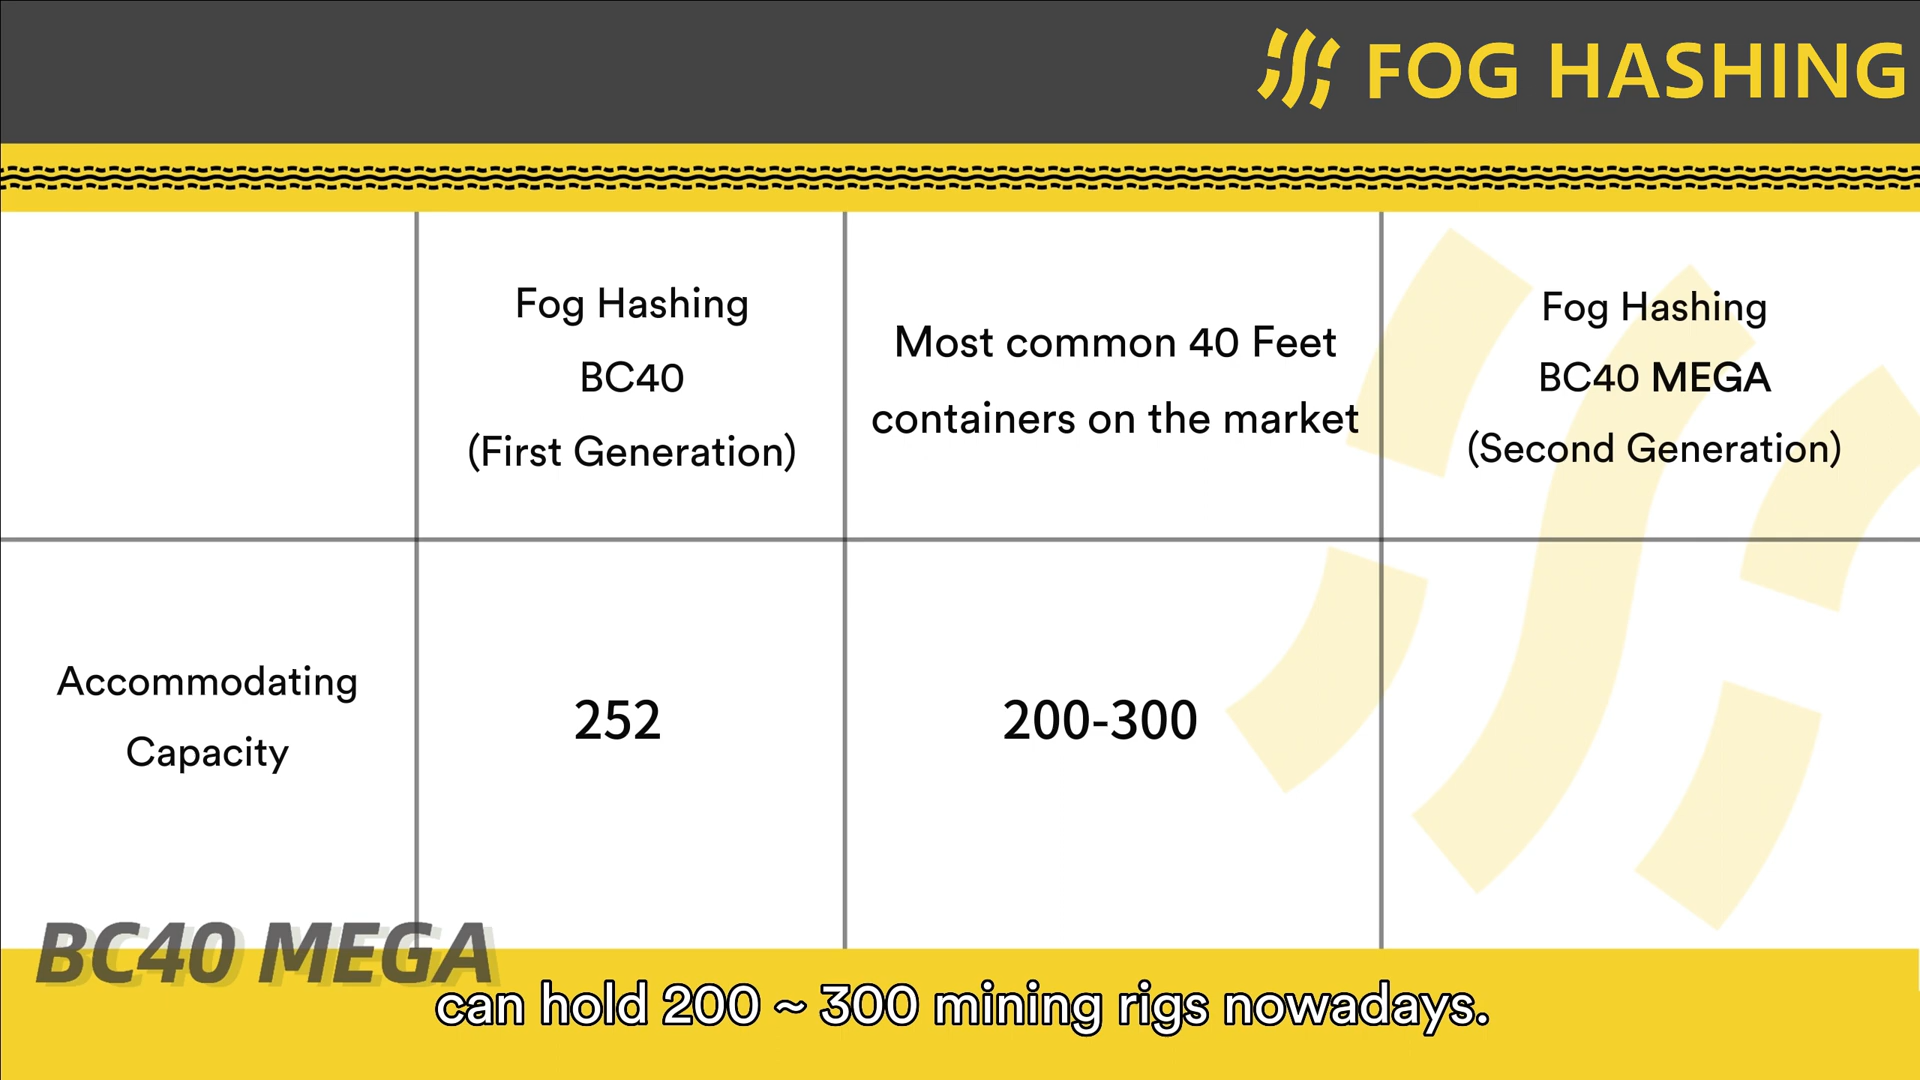 FOG HASHING
Fog Hashing
BC40
(First Generation)
Most common 40 Feet
containers on the market
Fog Hashing
BC40 MEGA
(Second Generation)
Accommodating
Capacity
252
200-300
BC40 MEGA
can hold 200 ~ 300 mining rigs nowadays.